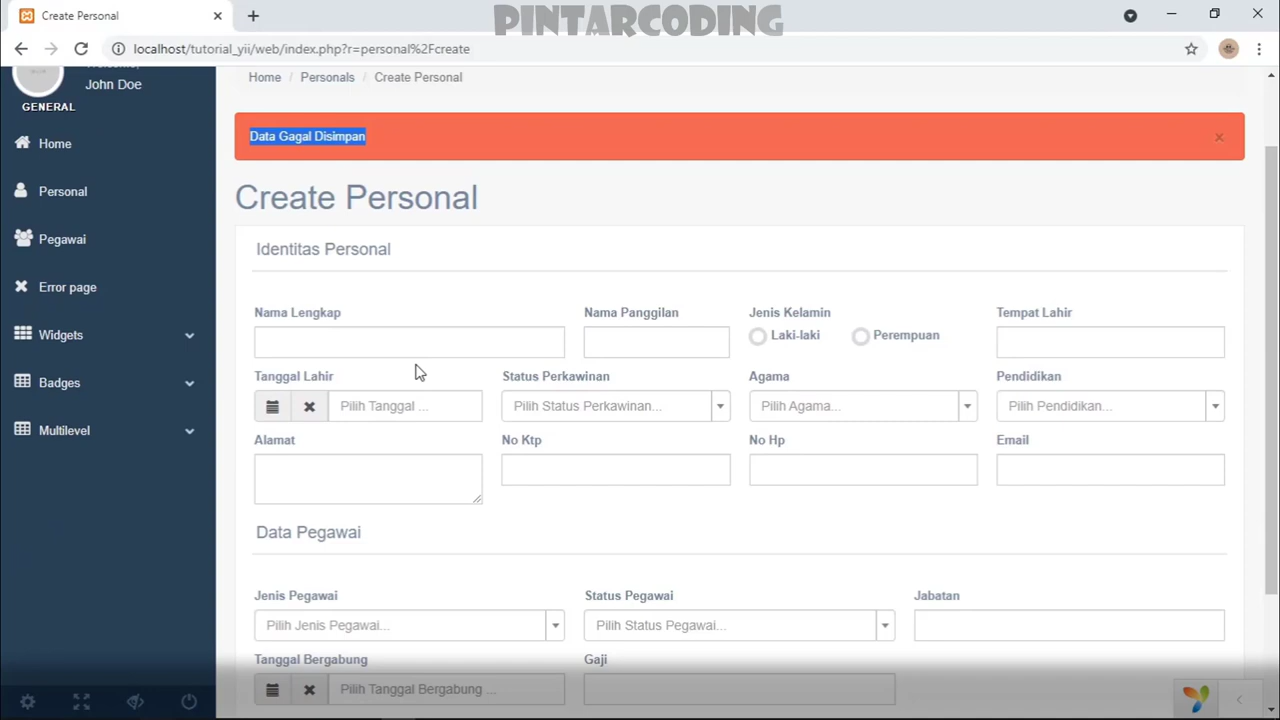 Create Personal
PINTARCODING
localhost/tutorial_yii/web/index.php?r=personal%2Fcreate
John Doe
GENERAL
Home
Personal
Pegawai
Error page
Widgets
Badges
Multilevel
Home / Personals / Create Personal
Data Gagal Disimpan ×
Create Personal
Identitas Personal
Nama Lengkap Nama Panggilan Jenis Kelamin Tempat Lahir
Laki-laki Perempuan
Tanggal Lahir Status Perkawinan Agama Pendidikan
Pilih Tanggal ... Pilih Status Perkawinan... Pilih Agama... Pilih Pendidikan...
Alamat No Ktp No Hp Email
Data Pegawai
Jenis Pegawai Status Pegawai Jabatan
Pilih Jenis Pegawai... Pilih Status Pegawai...
Tanggal Bergabung Gaji
Pilih Tanggal Bergabung ...